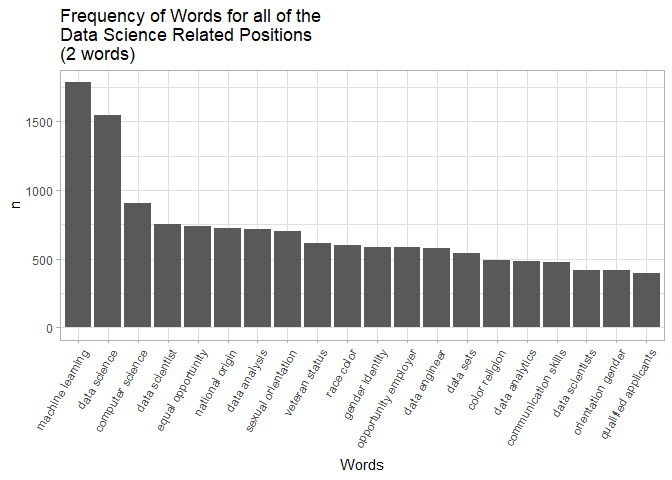 Frequency of Words for all of the
Data Science Related Positions
(2 words)
n
1500
1000
500
0
machine learning
data science
computer science
data scientist
equal opportunity
national origin
data analysis
sexual orientation
veteran status
race color
gender identity
opportunity employer
data engineer
data sets
color religion
data analytics
communication skills
data scientists
orientation gender
qualified applicants
Words